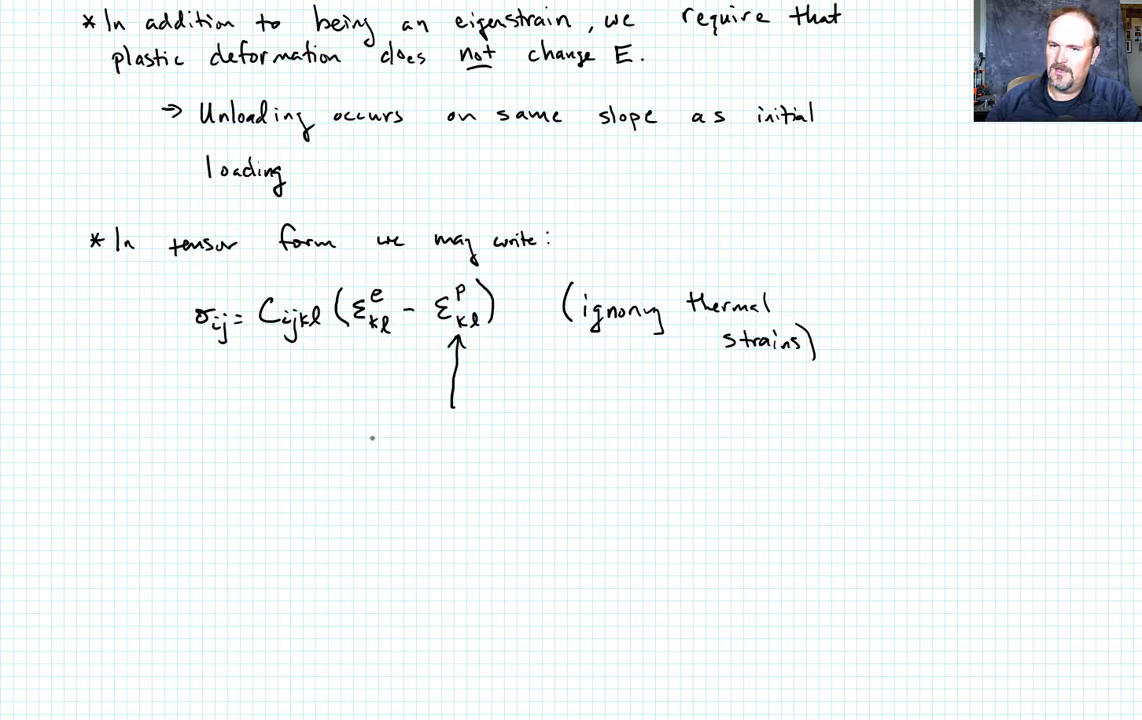 * In addition to being an eigenstrain, we require that
plastic deformation does not change E.
→ Unloading occurs on same slope as initial
loading
* In tensor form we may write:
σij = Cijkl (εᵉkl - εᵖkl) (ignoring thermal
strains)